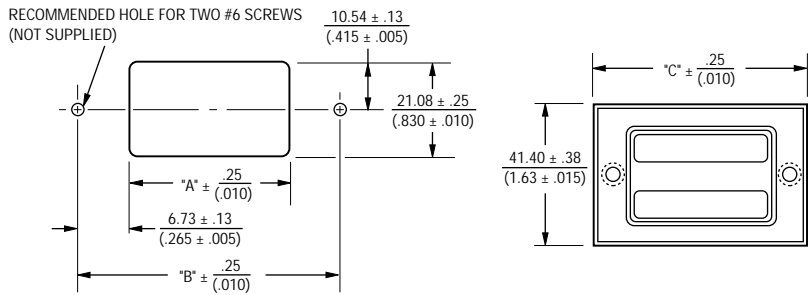 RECOMMENDED HOLE FOR TWO #6 SCREWS
(NOT SUPPLIED)
10.54 ± .13
(.415 ± .005)
21.08 ± .25
(.830 ± .010)
"A" ± .25
(.010)
6.73 ± .13
(.265 ± .005)
"B" ± .25
(.010)
"C" ± .25
(.010)
41.40 ± .38
(1.63 ± .015)